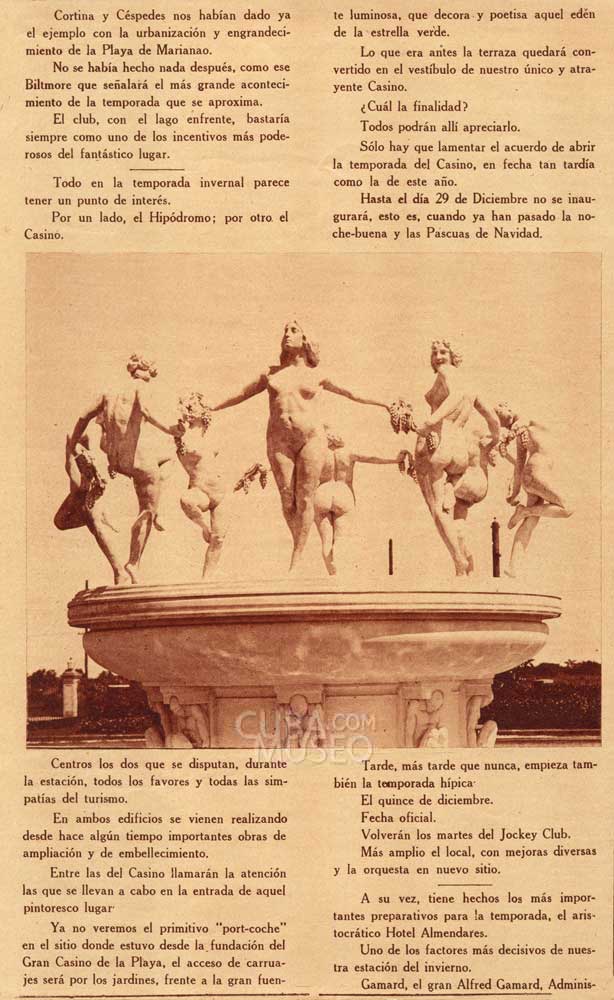 Cortina y Céspedes nos habían dado ya
el ejemplo con la urbanización y engrandeci-
miento de la Playa de Marianao.
No se había hecho nada después, como ese
Biltmore que señalará el más grande aconteci-
miento de la temporada que se aproxima.
El club, con el lago enfrente, bastaría
siempre como uno de los incentivos más pode-
rosos del fantástico lugar.
Todo en la temporada invernal parece
tener un punto de interés.
Por un lado, el Hipódromo; por otro el
Casino.
te luminosa, que decora y poetisa aquel edén
de la estrella verde.
Lo que era antes la terraza quedará con-
vertido en el vestíbulo de nuestro único y atra-
yente Casino.
¿Cuál la finalidad?
Todos podrán allí apreciarlo.
Sólo hay que lamentar el acuerdo de abrir
la temporada del Casino, en fecha tan tardía
como la de este año.
Hasta el día 29 de Diciembre no se inau-
gurará, esto es, cuando ya han pasado la no-
che-buena y las Pascuas de Navidad.
CUBA.COM
MUSEO
Centros los dos que se disputan, durante
la estación, todos los favores y todas las sim-
patías del turismo.
En ambos edificios se vienen realizando
desde hace algún tiempo importantes obras de
ampliación y de embellecimiento.
Entre las del Casino llamarán la atención
las que se llevan a cabo en la entrada de aquel
pintoresco lugar
Ya no veremos el primitivo "port-coche"
en el sitio donde estuvo desde la fundación del
Gran Casino de la Playa, el acceso de carrua-
jes será por los jardines, frente a la gran fuen-
Tarde, más tarde que nunca, empieza tam-
bién la temporada hípica
El quince de diciembre.
Fecha oficial.
Volverán los martes del Jockey Club.
Más amplio el local, con mejoras diversas
y la orquesta en nuevo sitio.
A su vez, tiene hechos los más impor-
tantes preparativos para la temporada, el aris-
tocrático Hotel Almendares.
Uno de los factores más decisivos de nues-
tra estación del invierno.
Gamard, el gran Alfred Gamard, Adminis-